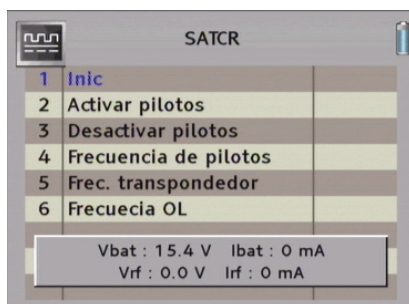 SATCR
1 Inic
2 Activar pilotos
3 Desactivar pilotos
4 Frecuencia de pilotos
5 Frec. transpondedor
6 Frecuecia OL
Vbat : 15.4 V Ibat : 0 mA
Vrf : 0.0 V Irf : 0 mA